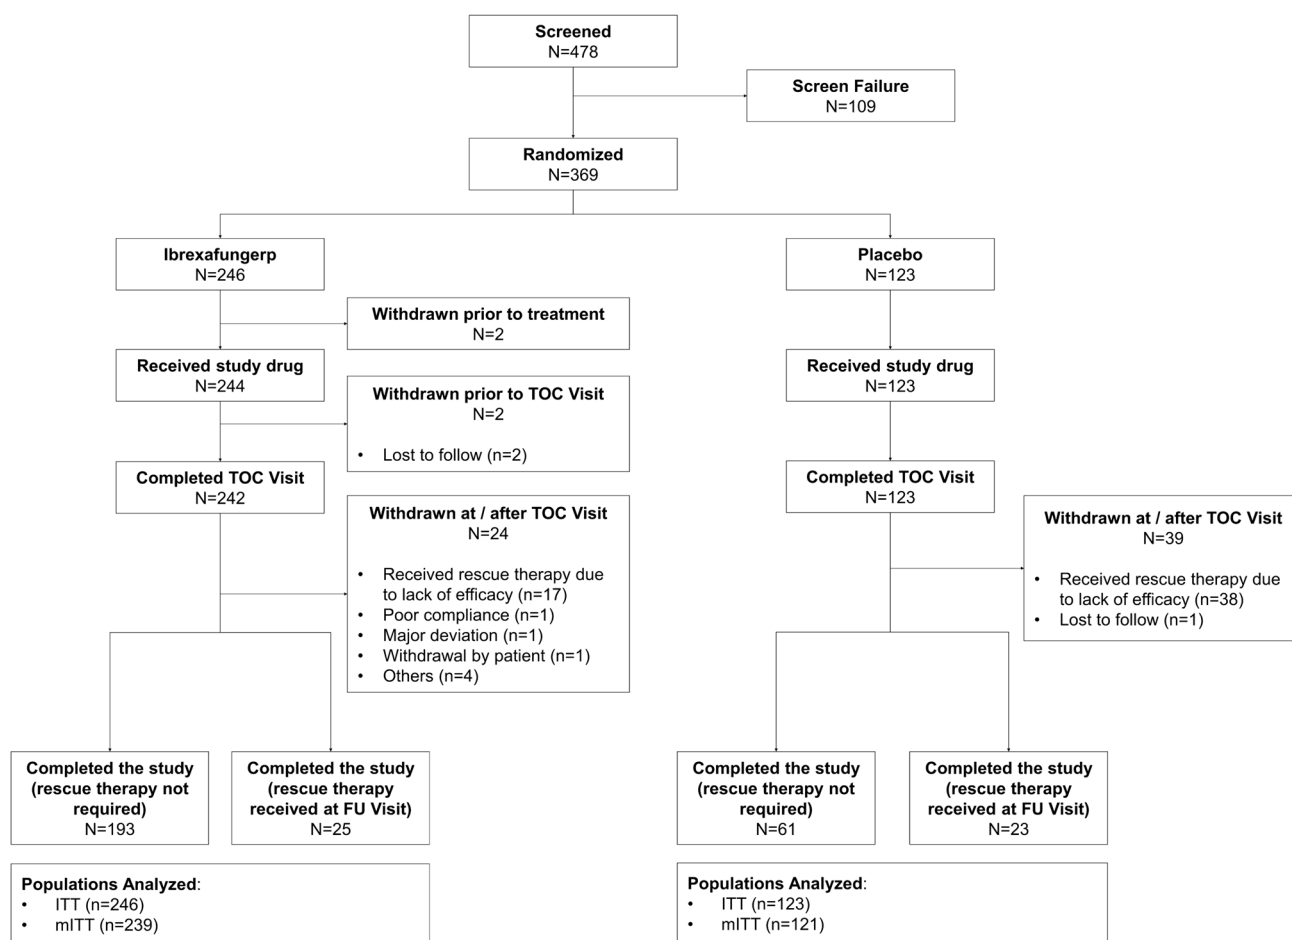 Screened
N=478
Screen Failure
N=109
Randomized
N=369
Ibrexafungerp
N=246
Placebo
N=123
Withdrawn prior to treatment
N=2
Received study drug
N=244
Received study drug
N=123
Withdrawn prior to TOC Visit
N=2
• Lost to follow (n=2)
Completed TOC Visit
N=242
Completed TOC Visit
N=123
Withdrawn at / after TOC Visit
N=24
• Received rescue therapy due
to lack of efficacy (n=17)
• Poor compliance (n=1)
• Major deviation (n=1)
• Withdrawal by patient (n=1)
• Others (n=4)
Withdrawn at / after TOC Visit
N=39
• Received rescue therapy due
to lack of efficacy (n=38)
• Lost to follow (n=1)
Completed the study
(rescue therapy not
required)
N=193
Completed the study
(rescue therapy
received at FU Visit)
N=25
Completed the study
(rescue therapy not
required)
N=61
Completed the study
(rescue therapy
received at FU Visit)
N=23
Populations Analyzed:
• ITT (n=246)
• mITT (n=239)
Populations Analyzed:
• ITT (n=123)
• mITT (n=121)